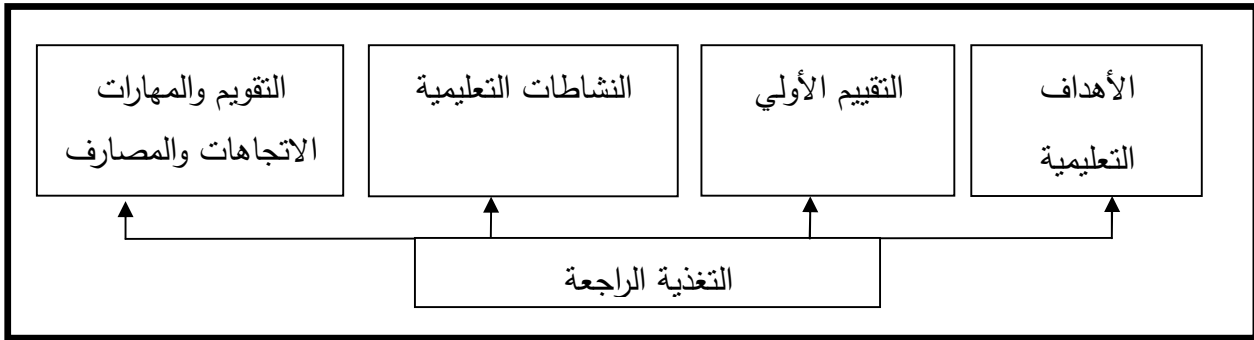 الأهداف
التعليمية
التقييم الأولي
النشاطات التعليمية
التقويم والمهارات
الاتجاهات والمصارف
التغذية الراجعة